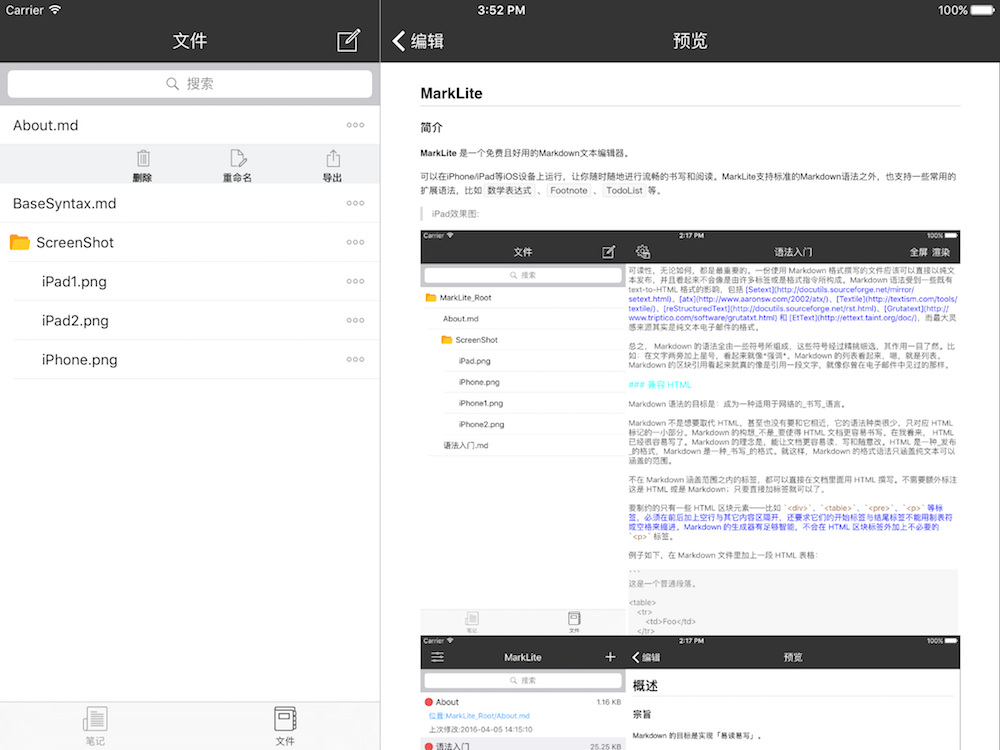 Carrier 3:52 PM 100%
文件
编辑 预览
搜索
About.md
删除 重命名 导出
BaseSyntax.md
ScreenShot
iPad1.png
iPad2.png
iPhone.png
笔记 文件
MarkLite
简介
MarkLite 是一个免费且好用的Markdown文本编辑器。
可以在iPhone/iPad等iOS设备上运行，让你随时随地进行流畅的书写和阅读。MarkLite支持标准的Markdown语法之外，也支持一些常用的
扩展语法，比如 数学表达式 、 Footnote 、 TodoList 等。
iPad效果图:
Carrier 2:17 PM 100%
文件 语法入门 全屏 渲染
搜索
MarkLite_Root
About.md
ScreenShot
iPad.png
iPhone.png
iPhone1.png
iPhone2.png
语法入门.md
笔记 文件
可读性，无论如何，都是最重要的。一份使用 Markdown 格式撰写的文件应该可以直接以纯文
本发布，并且看起来不会像是由许多标签或是格式指令所构成。Markdown 语法受到一些既有
text-to-HTML 格式的影响，包括 [Setext](http://docutils.sourceforge.net/mirror/
setext.html)、[atx](http://www.aaronsw.com/2002/atx/)、[Textile](http://textism.com/tools/
textile/)、[reStructuredText](http://docutils.sourceforge.net/rst.html)、[Grutatext](http://
www.triptico.com/software/grutatxt.html) 和 [EtText](http://ettext.taint.org/doc/)，而最大灵
感来源其实是纯文本电子邮件的格式。
总之， Markdown 的语法全由一些符号所组成，这些符号经过精挑细选，其作用一目了然。比
如：在文字两旁加上星号，看起来就像*强调*。Markdown 的列表看起来，嗯，就是列表。
Markdown 的区块引用看起来就真的像是引用一段文字，就像你曾在电子邮件中见过的那样。
### 兼容 HTML
Markdown 语法的目标是：成为一种适用于网络的_书写_语言。
Markdown 不是想要取代 HTML，甚至也没有要和它相近，它的语法种类很少，只对应 HTML
标记的一小部分。Markdown 的构想_不是_要使得 HTML 文档更容易书写。在我看来， HTML
已经很容易写了。Markdown 的理念是，能让文档更容易读、写和随意改。HTML 是一种_发布
_的格式，Markdown 是一种_书写_的格式。就这样，Markdown 的格式语法只涵盖纯文本可以
涵盖的范围。
不在 Markdown 涵盖范围之内的标签，都可以直接在文档里面用 HTML 撰写。不需要额外标注
这是 HTML 或是 Markdown；只要直接加标签就可以了。
要制约的只有一些 HTML 区块元素――比如 `<div>`、`<table>`、`<pre>`、`<p>` 等标
签，必须在前后加上空行与其它内容区隔开，还要求它们的开始标签与结尾标签不能用制表符
或空格来缩进。Markdown 的生成器有足够智能，不会在 HTML 区块标签外加上不必要的
`<p>` 标签。
例子如下，在 Markdown 文件里加上一段 HTML 表格：
```
这是一个普通段落。
<table>
<tr>
<td>Foo</td>
</tr>
Carrier 2:17 PM 100%
MarkLite 编辑 预览
搜索
About 1.16 KB
位置:MarkLite_Root/About.md
上次修改:2016-04-05 14:15:10
语法入门 25.25 KB
概述
宗旨
Markdown 的目标是实现「易读易写」。